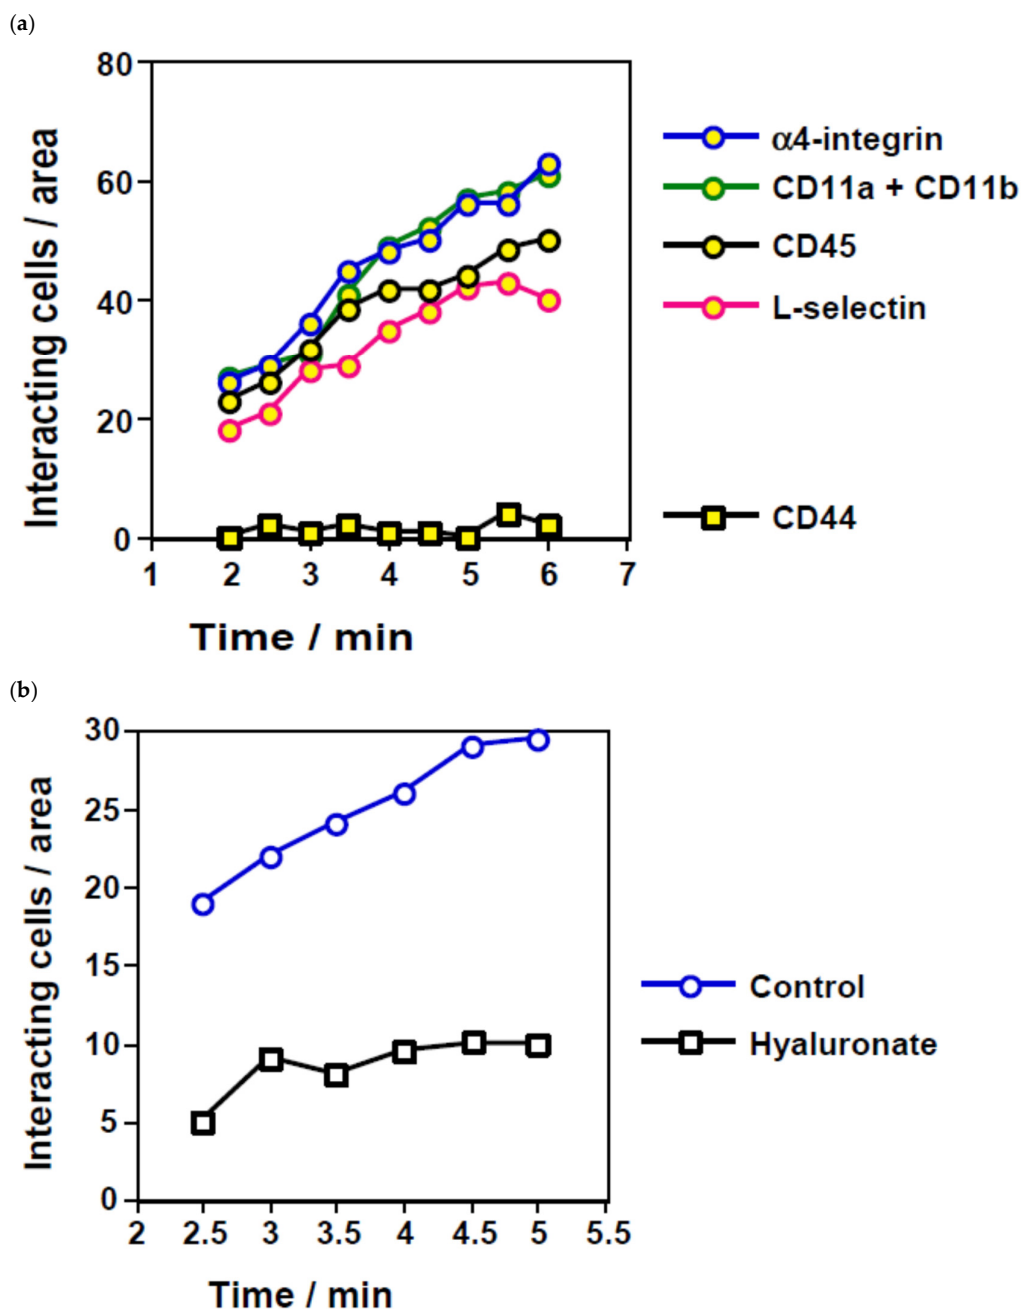 (a)
80
60
40
20
0
1 2 3 4 5 6 7
Interacting cells / area
Time / min
α4-integrin
CD11a + CD11b
CD45
L-selectin
CD44
(b)
30
25
20
15
10
5
0
2 2.5 3 3.5 4 4.5 5 5.5
Interacting cells / area
Time / min
Control
Hyaluronate